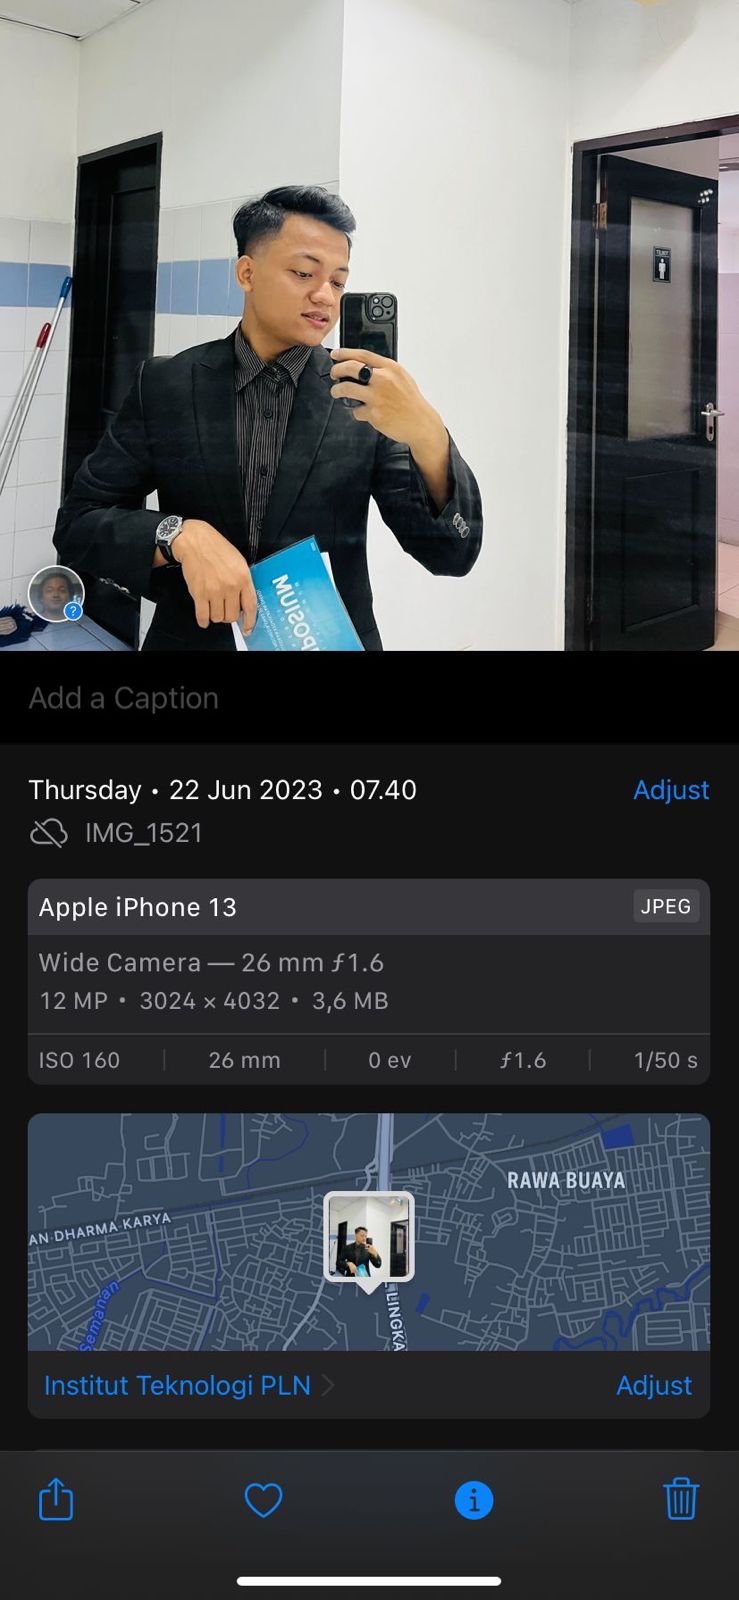 TOILET
POSIUM
Add a Caption
Thursday • 22 Jun 2023 • 07.40
Adjust
IMG_1521
Apple iPhone 13
JPEG
Wide Camera — 26 mm ƒ1.6
12 MP • 3024 × 4032 • 3,6 MB
ISO 160
26 mm
0 ev
ƒ1.6
1/50 s
RAWA BUAYA
AN DHARMA KARYA
Semanan
LINGKA
Institut Teknologi PLN
Adjust